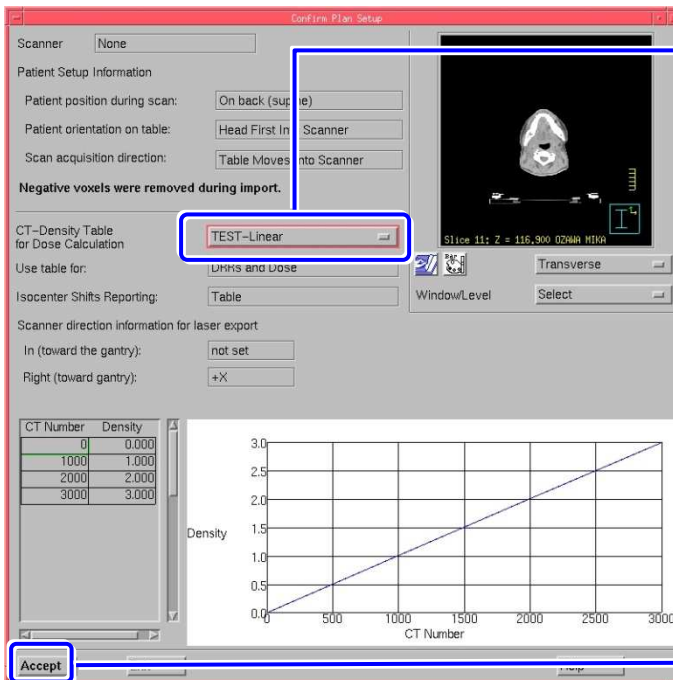 Confirm Plan Setup
Scanner None
Patient Setup Information
Patient position during scan: On back (supine)
Patient orientation on table: Head First Into Scanner
Scan acquisition direction: Table Moves Into Scanner
Negative voxels were removed during import.
Slice 11: Z = 116.900 OZAWA MIKA
CT-Density Table
for Dose Calculation
TEST-Linear
Use table for: DRRs and Dose
Transverse
Isocenter Shifts Reporting: Table
Window/Level Select
Scanner direction information for laser export
In (toward the gantry): not set
Right (toward gantry): +X
CT Number Density
0 0.000
1000 1.000
2000 2.000
3000 3.000
3.0
2.5
2.0
Density
1.5
1.0
0.5
0.0
0 500 1000 1500 2000 2500 3000
CT Number
Accept Help